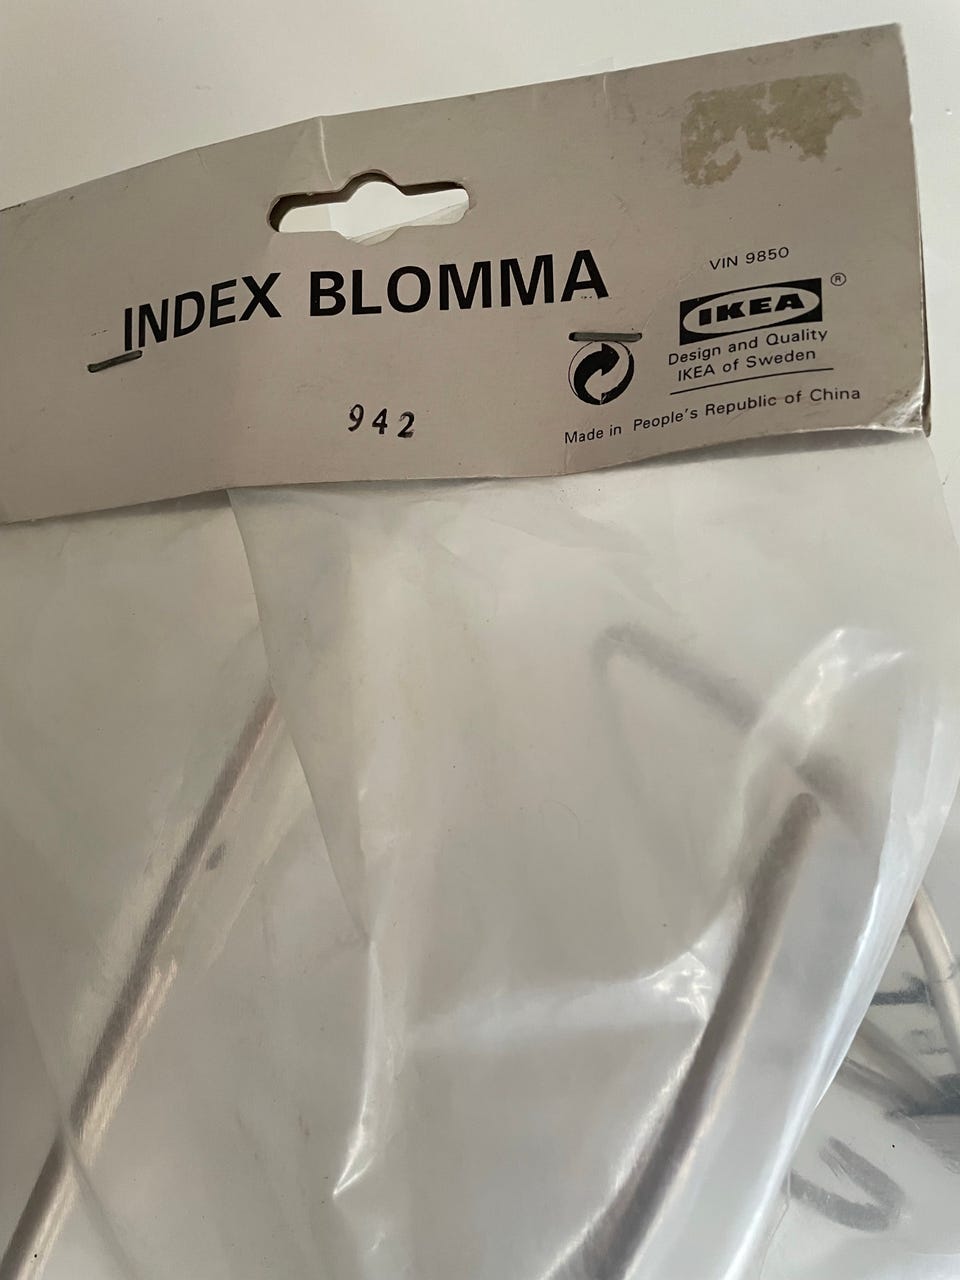 INDEX BLOMMA
942
VIN 9850
IKEA®
Design and Quality
IKEA of Sweden
Made in People's Republic of China